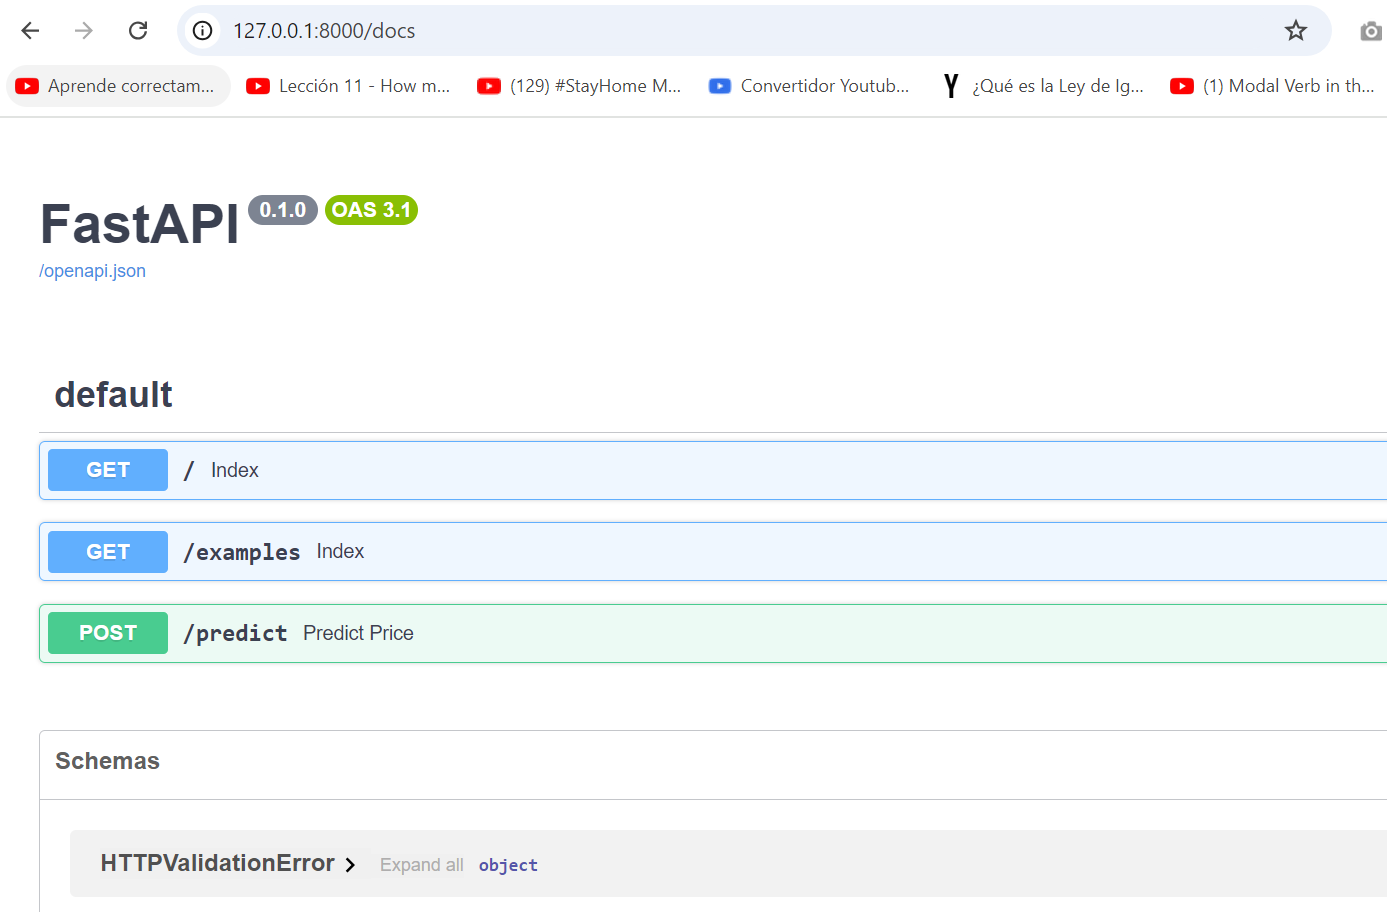 127.0.0.1:8000/docs
Aprende correctam... Lección 11 - How m... (129) #StayHome M... Convertidor Youtub... Y ¿Qué es la Ley de Ig... (1) Modal Verb in th...
FastAPI 0.1.0 OAS 3.1
/openapi.json
default
GET / Index
GET /examples Index
POST /predict Predict Price
Schemas
HTTPValidationError Expand all object